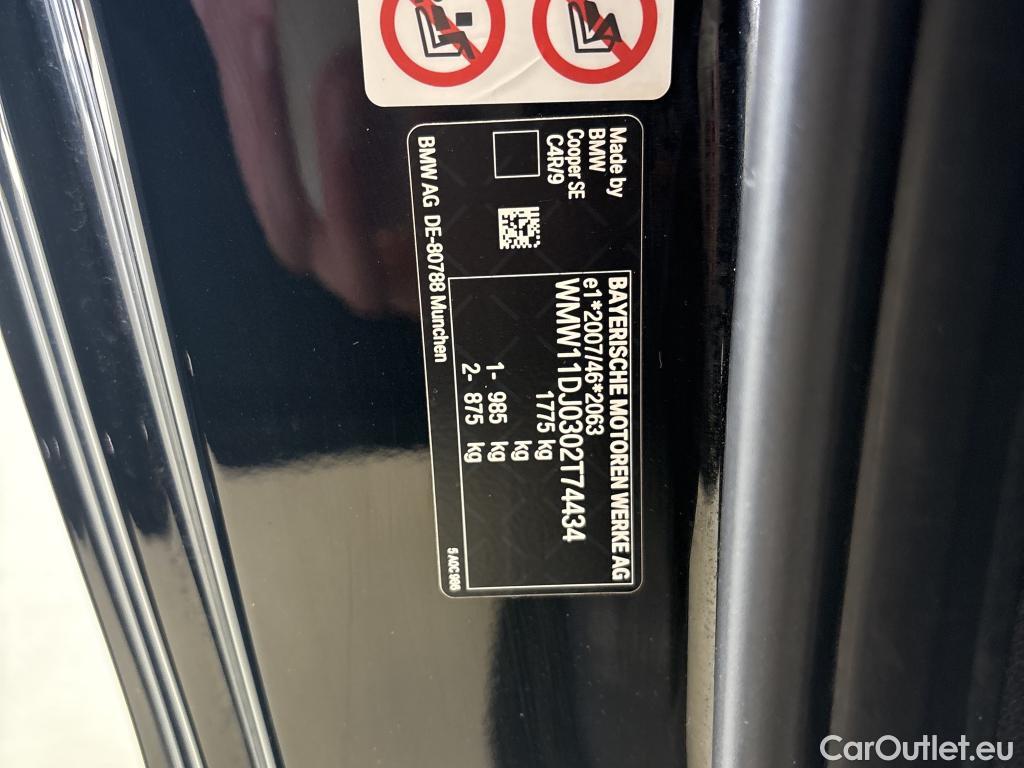 Made by
BMW
Cooper SE
C4R/9
BAYERISCHE MOTOREN WERKE AG
e1*2007/46*2063
WMW11DJ0302T74434
1775 kg
kg
1- 985 kg
2- 875 kg
BMW AG DE-80788 Munchen
CarOutlet.eu